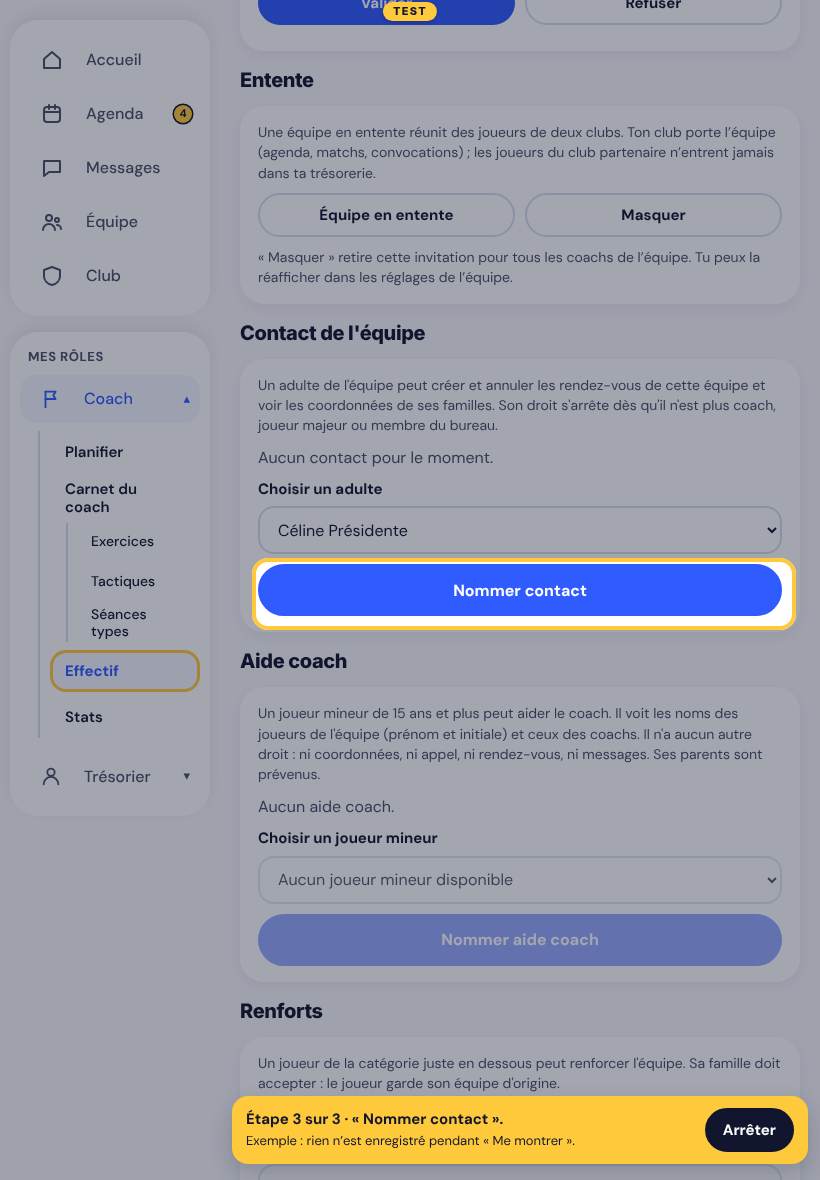 Accueil
Agenda
4
Messages
Équipe
Club
MES RÔLES
Coach
Planifier
Carnet du
coach
Exercices
Tactiques
Séances
types
Effectif
Stats
Trésorier
TEST
Refuser
Entente
Une équipe en entente réunit des joueurs de deux clubs. Ton club porte l’équipe
(agenda, matchs, convocations) ; les joueurs du club partenaire n’entrent jamais
dans ta trésorerie.
Équipe en entente
Masquer
« Masquer » retire cette invitation pour tous les coachs de l’équipe. Tu peux la
réafficher dans les réglages de l’équipe.
Contact de l'équipe
Un adulte de l'équipe peut créer et annuler les rendez-vous de cette équipe et
voir les coordonnées de ses familles. Son droit s'arrête dès qu'il n'est plus coach,
joueur majeur ou membre du bureau.
Aucun contact pour le moment.
Choisir un adulte
Céline Présidente
Nommer contact
Aide coach
Un joueur mineur de 15 ans et plus peut aider le coach. Il voit les noms des
joueurs de l'équipe (prénom et initiale) et ceux des coachs. Il n'a aucun autre
droit : ni coordonnées, ni appel, ni rendez-vous, ni messages. Ses parents sont
prévenus.
Aucun aide coach.
Choisir un joueur mineur
Aucun joueur mineur disponible
Nommer aide coach
Renforts
Un joueur de la catégorie juste en dessous peut renforcer l'équipe. Sa famille doit
accepter : le joueur garde son équipe d'origine.
Étape 3 sur 3 · « Nommer contact ».
Exemple : rien n’est enregistré pendant « Me montrer ».
Arrêter